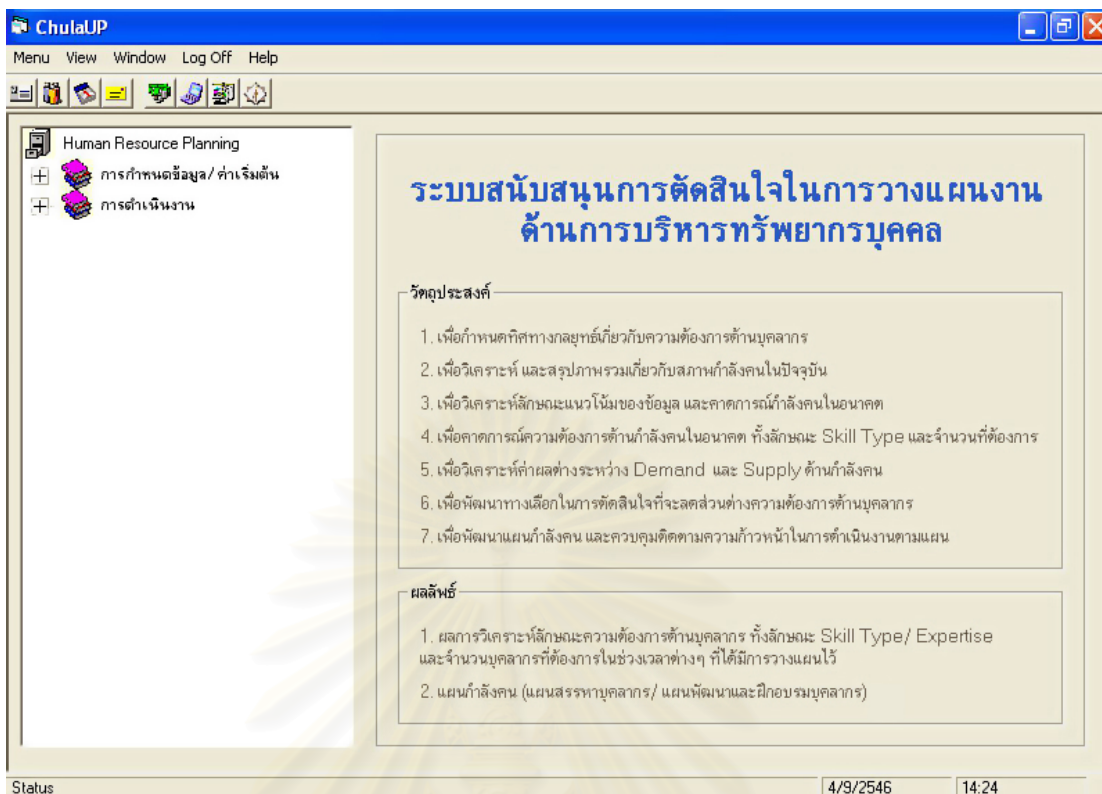 ChulaUP
Menu View Window Log Off Help
Human Resource Planning
การกำหนดข้อมูล/ ค่าเริ่มต้น
การดำเนินงาน
ระบบสนับสนุนการตัดสินใจในการวางแผนงาน
ด้านการบริหารทรัพยากรบุคคล
วัตถุประสงค์
1. เพื่อกำหนดทิศทางกลยุทธ์เกี่ยวกับความต้องการด้านบุคลากร
2. เพื่อวิเคราะห์ และสรุปภาพรวมเกี่ยวกับสภาพกำลังคนในปัจจุบัน
3. เพื่อวิเคราะห์ลักษณะแนวโน้มของข้อมูล และคาดการณ์กำลังคนในอนาคต
4. เพื่อคาดการณ์ความต้องการด้านกำลังคนในอนาคต ทั้งลักษณะ Skill Type และจำนวนที่ต้องการ
5. เพื่อวิเคราะห์ค่าผลต่างระหว่าง Demand และ Supply ด้านกำลังคน
6. เพื่อพัฒนาทางเลือกในการตัดสินใจที่จะลดส่วนต่างความต้องการด้านบุคลากร
7. เพื่อพัฒนาแผนกำลังคน และควบคุมติดตามความก้าวหน้าในการดำเนินงานตามแผน
ผลลัพธ์
1. ผลการวิเคราะห์ลักษณะความต้องการด้านบุคลากร ทั้งลักษณะ Skill Type/ Expertise
และจำนวนบุคลากรที่ต้องการในช่วงเวลาต่างๆ ที่ได้มีการวางแผนไว้
2. แผนกำลังคน (แผนสรรหาบุคลากร/ แผนพัฒนาและฝึกอบรมบุคลากร)
Status 4/9/2546 14:24